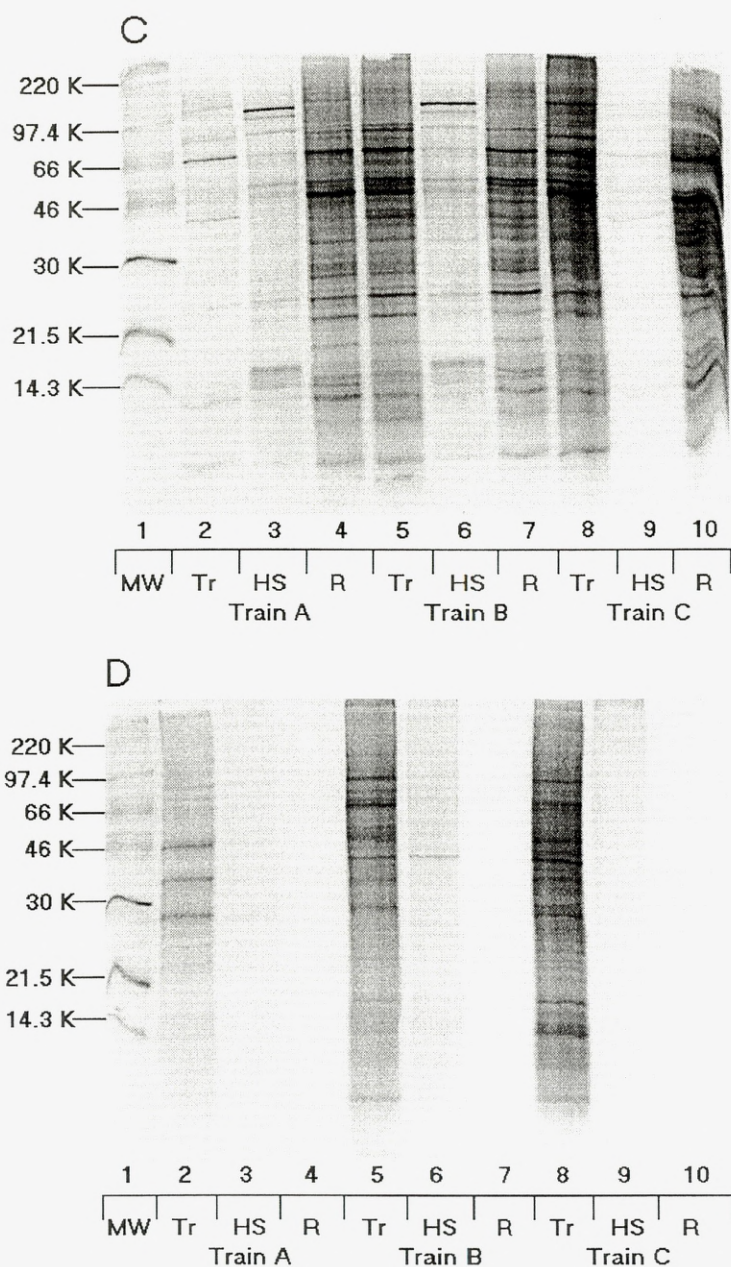 C
220 K
97.4 K
66 K
46 K
30 K
21.5 K
14.3 K
1 2 3 4 5 6 7 8 9 10
MW Tr HS R Tr HS R Tr HS R
Train A Train B Train C
D
220 K
97.4 K
66 K
46 K
30 K
21.5 K
14.3 K
1 2 3 4 5 6 7 8 9 10
MW Tr HS R Tr HS R Tr HS R
Train A Train B Train C